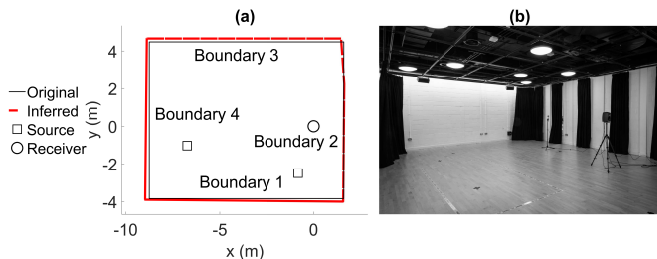 (a)
(b)
Original
Inferred
Source
Receiver
y (m)
4
2
0
-2
-4
Boundary 3
Boundary 4
Boundary 2
Boundary 1
-10
-5
0
x (m)